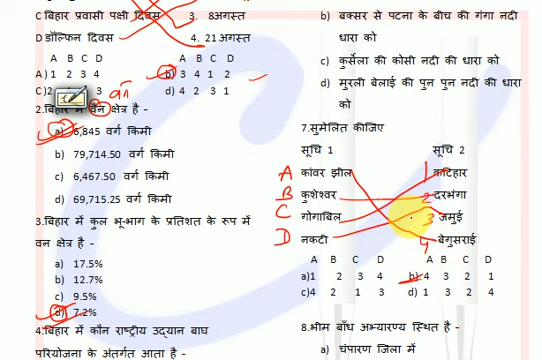 C बिहार प्रवासी पक्षी दिवस 3. 8अगस्त
D डॉल्फिन दिवस 4. 21अगस्त
A B C D A B C D
A) 1 2 3 4 b) 3 4 1 2
C) 2 3 d) 4 2 3 1
वन
2.बिहार में वन क्षेत्र है -
a) 6,845 वर्ग किमी
b) 79,714.50 वर्ग किमी
c) 6,467.50 वर्ग किमी
d) 69,715.25 वर्ग किमी
3.बिहार में कुल भू-भाग के प्रतिशत के रुप में
वन क्षेत्र है -
a) 17.5%
b) 12.7%
c) 9.5%
d) 7.2%
4.बिहार में कौन राष्ट्रीय उद्यान बाघ
परियोजना के अंतर्गत आता है -
b) बक्सर से पटना के बीच की गंगा नदी
धारा को
c) कुर्सेला की कोसी नदी की धारा को
d) मुरली बेलाई की पुन पुन नदी की धारा
को
7.सुमेलित कीजिए
सूचि 1 सूचि 2
A कांवर झील 1 कटिहार
B कुशेश्वर 2 दरभंगा
C गोगाबिल 3 जमुई
D नकटी 4 बेगुसराई
A B C D A B C D
a)1 2 3 4 b) 4 3 2 1
c)4 2 1 3 d) 1 3 2 4
8.भीम बाँध अभ्यारण्य स्थित है -
a) चंपारण जिला में